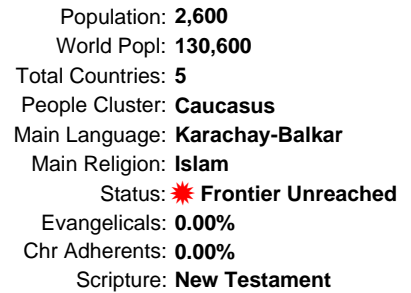 Population: 2,600
World Popl: 130,600
Total Countries: 5
People Cluster: Caucasus
Main Language: Karachay-Balkar
Main Religion: Islam
Status: Frontier Unreached
Evangelicals: 0.00%
Chr Adherents: 0.00%
Scripture: New Testament